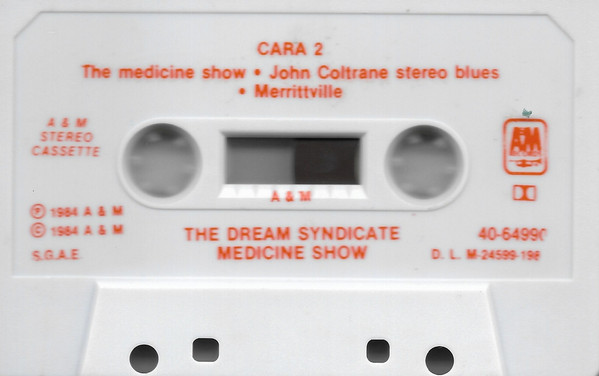 CARA 2
The medicine show • John Coltrane stereo blues
• Merrittville
A & M
STEREO
CASSETTE
A&M
A & M
Ⓟ 1984 A & M
Ⓒ 1984 A & M
S.G.A.E.
THE DREAM SYNDICATE
MEDICINE SHOW
40-64990
D. L. M-24599-198